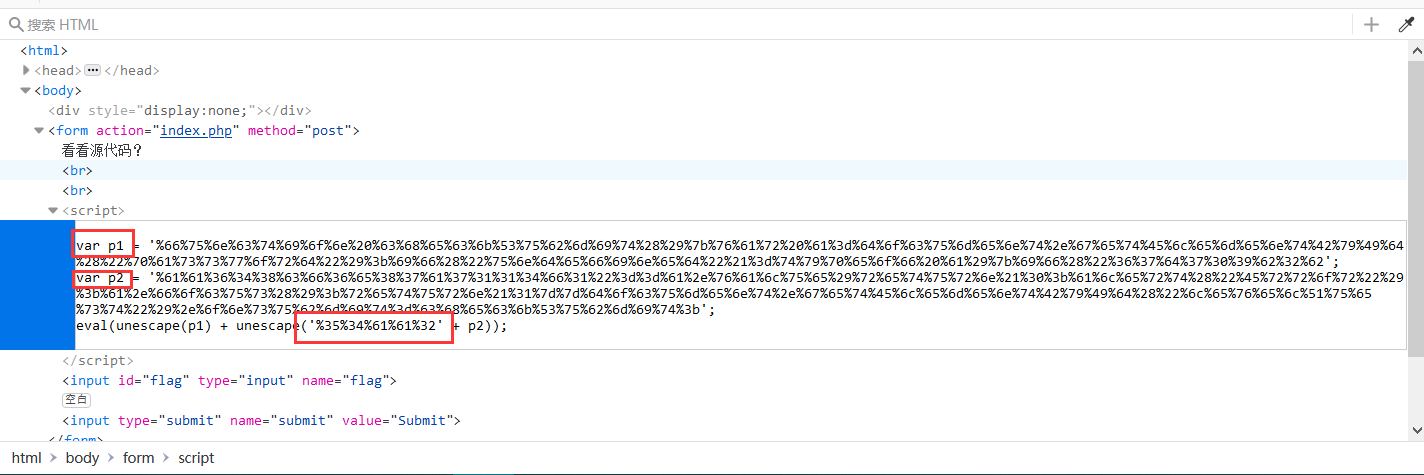 搜索 HTML
<html>
<head> ••• </head>
<body>
<div style="display:none;"></div>
<form action="index.php" method="post">
看看源代码？
<br>
<br>
<script>
var p1 = '%66%75%6e%63%74%69%6f%6e%20%63%68%65%63%6b%53%75%62%6d%69%74%28%29%7b%76%61%72%20%61%3d%64%6f%63%75%6d%65%6e%74%2e%67%65%74%45%6c%65%6d%65%6e%74%42%79%49%64
%28%22%70%61%73%73%77%6f%72%64%22%29%3b%69%66%28%22%75%6e%64%65%66%69%6e%65%64%22%21%3d%74%79%70%65%6f%66%20%61%29%7b%69%66%28%22%36%37%64%37%30%39%62%32%62';
var p2 = '%61%61%36%34%38%63%66%36%65%38%37%61%37%31%31%34%66%31%22%3d%3d%61%2e%76%61%6c%75%65%29%72%65%74%75%72%6e%21%30%3b%61%6c%65%72%74%28%22%45%72%72%6f%72%22%29
%3b%61%2e%66%6f%63%75%73%28%29%3b%72%65%74%75%72%6e%21%31%7d%7d%64%6f%63%75%6d%65%6e%74%2e%67%65%74%45%6c%65%6d%65%6e%74%42%79%49%64%28%22%6c%65%76%65%6c%51%75%65
%73%74%22%29%2e%6f%6e%73%75%62%6d%69%74%3d%63%68%65%63%6b%53%75%62%6d%69%74%3b';
eval(unescape(p1) + unescape('%35%34%61%61%32' + p2));
</script>
<input id="flag" type="input" name="flag">
空白
<input type="submit" name="submit" value="Submit">
</form>
html > body > form > script